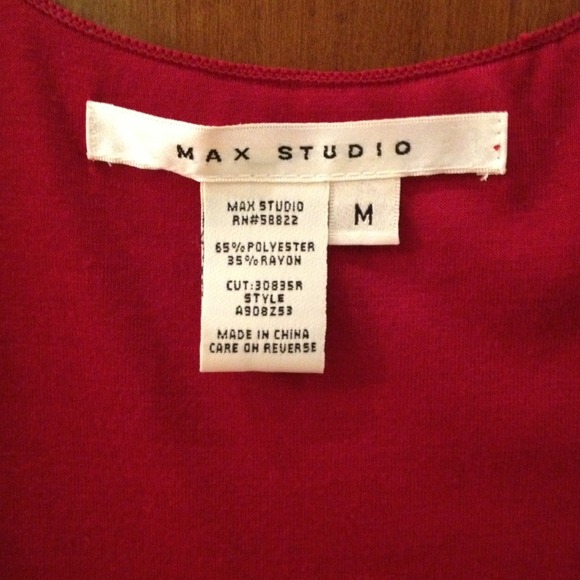 MAX STUDIO
M
MAX STUDIO
RN#58822
65%POLYESTER
35%RAYON
CUT:30835R
STYLE
A908Z53
MADE IN CHINA
CARE ON REVERSE